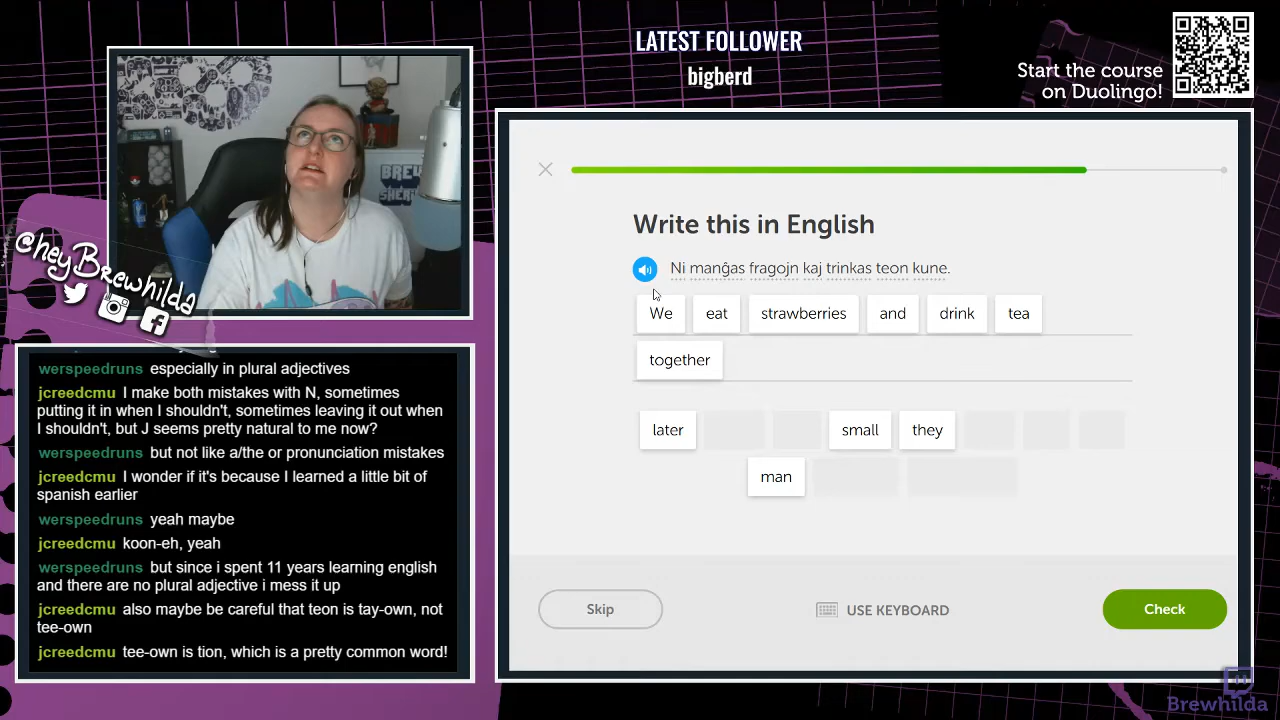 LATEST FOLLOWER
bigberd
Start the course
on Duolingo!
@heyBrewhilda
BREW
Write this in English
Ni manĝas fragojn kaj trinkas teon kune.
We eat strawberries and drink tea
together
later small they
man
Skip USE KEYBOARD Check
werspeedruns especially in plural adjectives
jcreedcmu I make both mistakes with N, sometimes
putting it in when I shouldn't, sometimes leaving it out when
I shouldn't, but J seems pretty natural to me now?
werspeedruns but not like a/the or pronunciation mistakes
jcreedcmu I wonder if it's because I learned a little bit of
spanish earlier
werspeedruns yeah maybe
jcreedcmu koon-eh, yeah
werspeedruns but since i spent 11 years learning english
and there are no plural adjective i mess it up
jcreedcmu also maybe be careful that teon is tay-own, not
tee-own
jcreedcmu tee-own is tion, which is a pretty common word!
Brewhilda